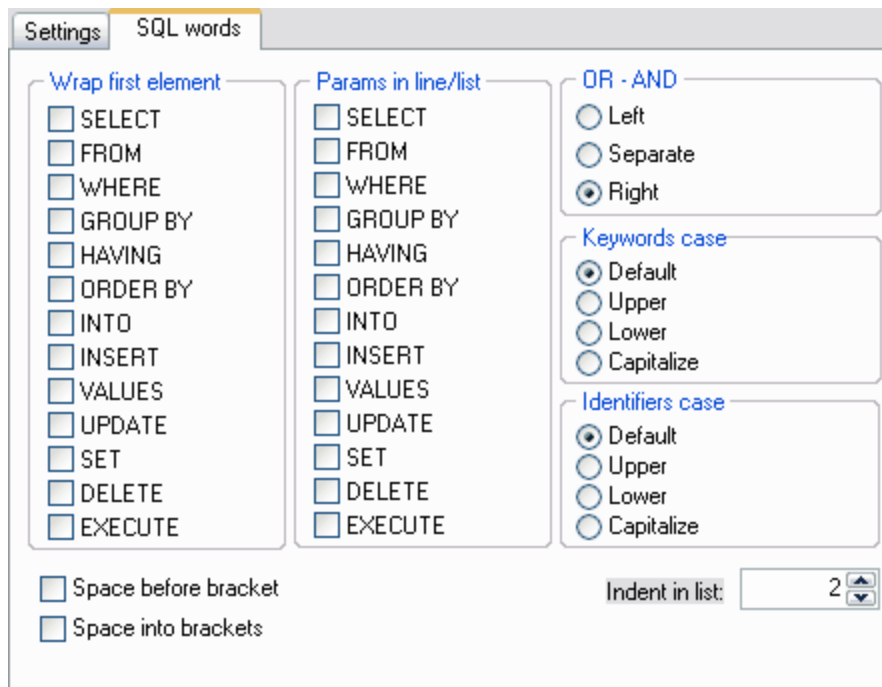 Settings
SQL words
Wrap first element
SELECT
FROM
WHERE
GROUP BY
HAVING
ORDER BY
INTO
INSERT
VALUES
UPDATE
SET
DELETE
EXECUTE
Params in line/list
SELECT
FROM
WHERE
GROUP BY
HAVING
ORDER BY
INTO
INSERT
VALUES
UPDATE
SET
DELETE
EXECUTE
OR - AND
Left
Separate
Right
Keywords case
Default
Upper
Lower
Capitalize
Identifiers case
Default
Upper
Lower
Capitalize
Space before bracket
Space into brackets
Indent in list: 2